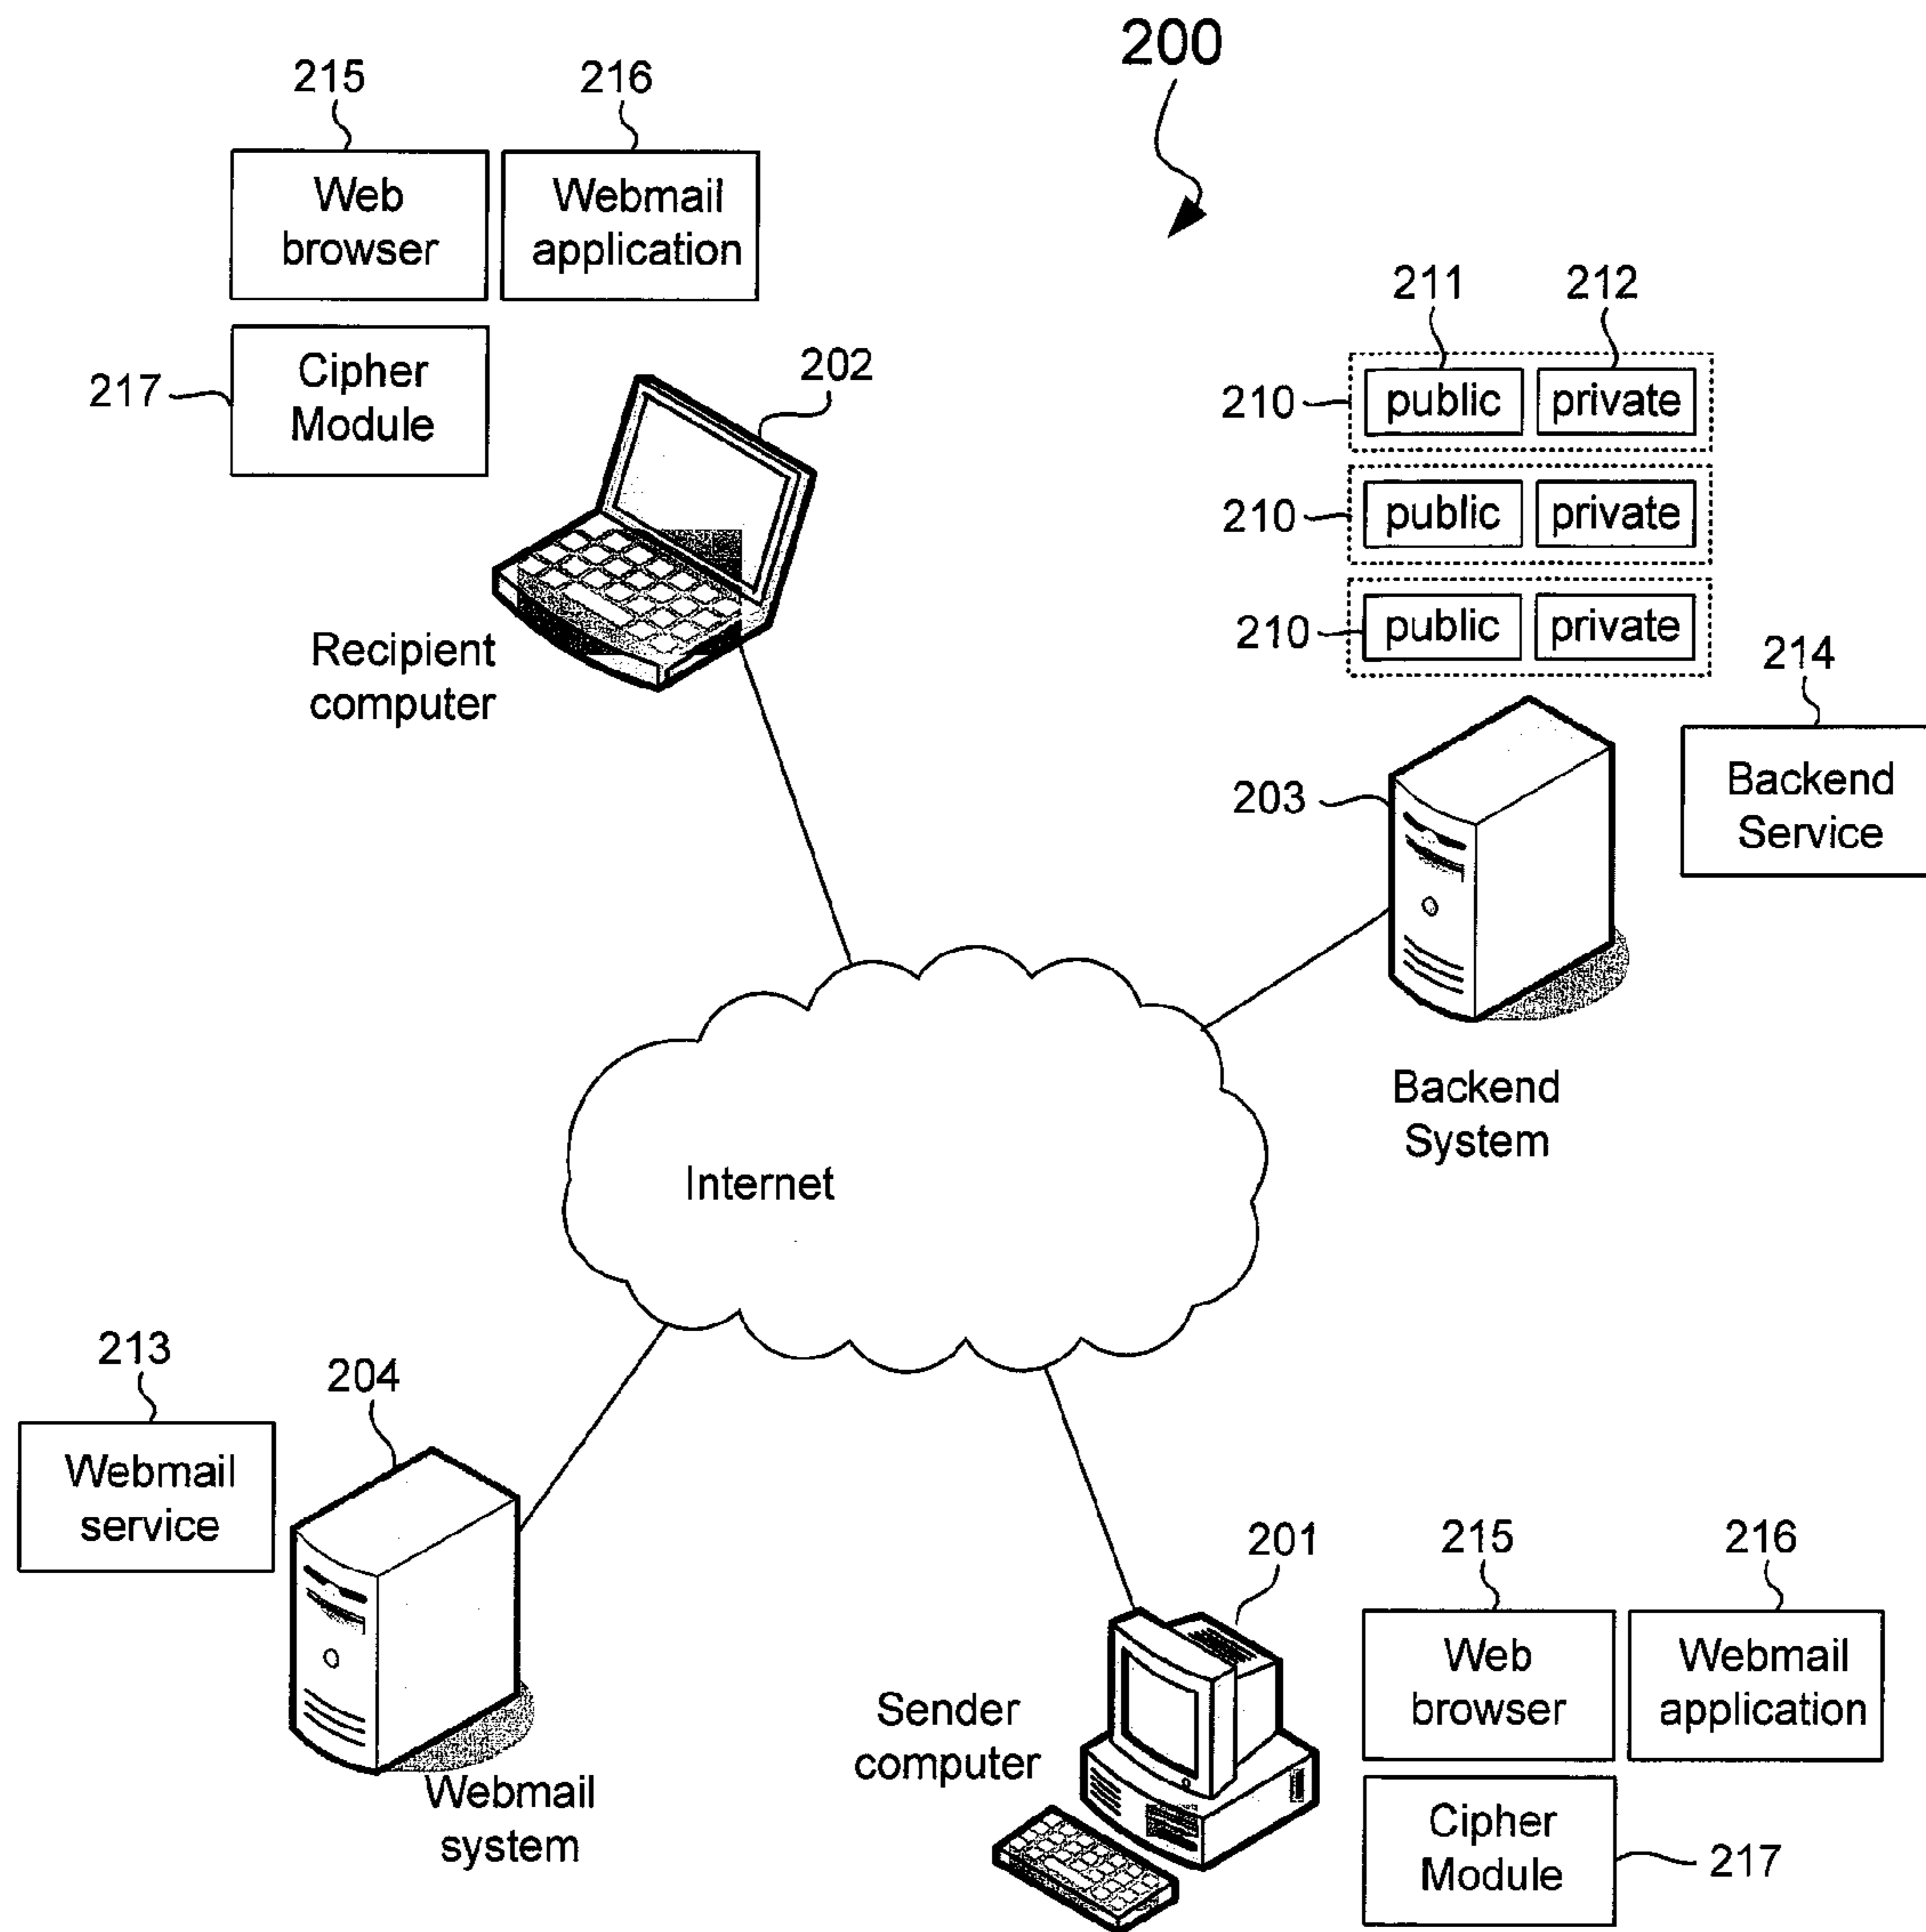 200
215
216
Web
browser
Webmail
application
217
Cipher
Module
202
Recipient
computer
211
212
210
public
private
210
public
private
210
public
private
214
203
Backend
Service
Backend
System
Internet
213
204
Webmail
service
Webmail
system
201
Sender
computer
215
216
Web
browser
Webmail
application
Cipher
Module
217